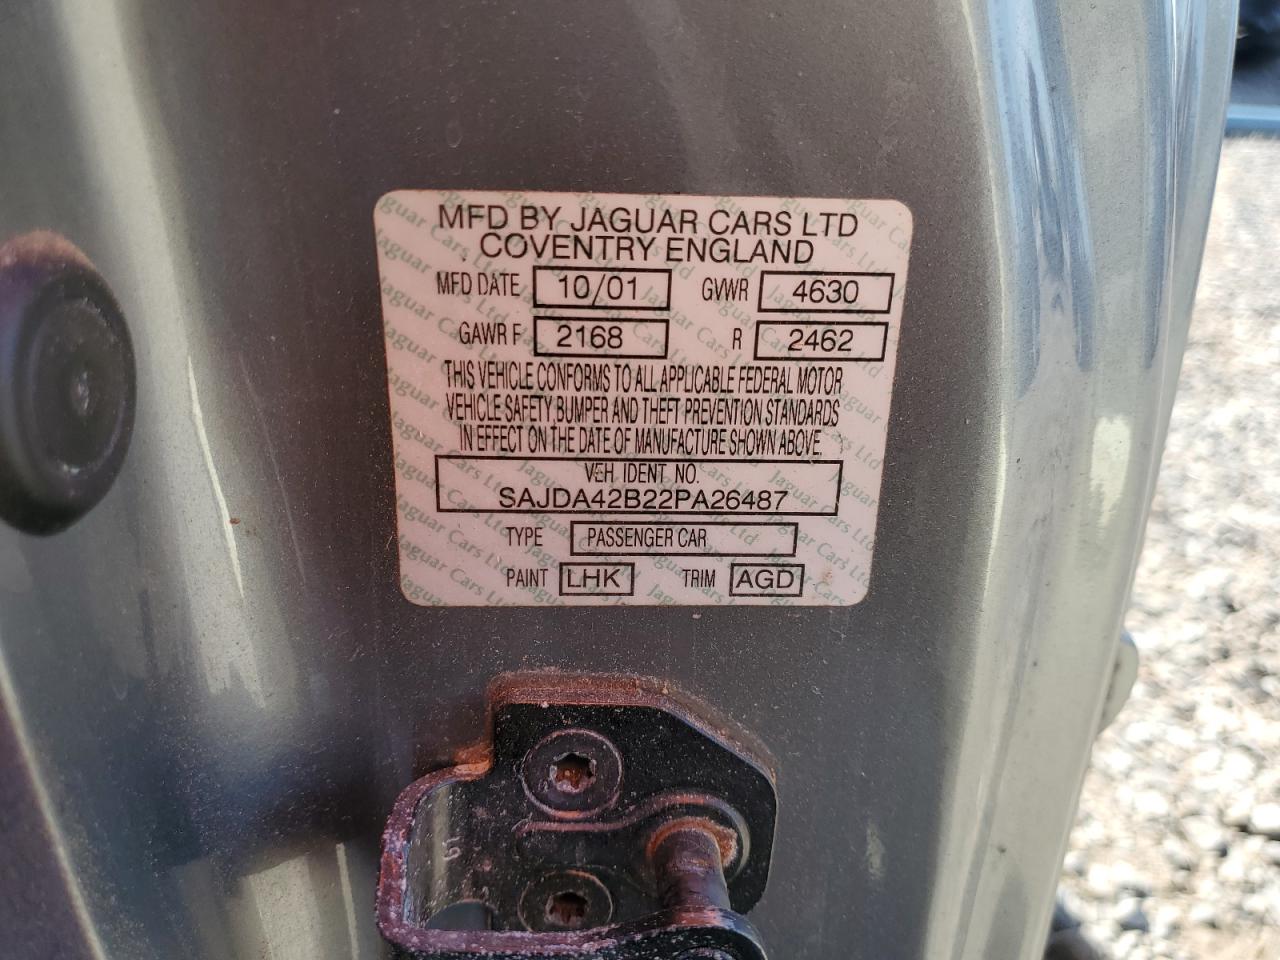 MFD BY JAGUAR CARS LTD
COVENTRY ENGLAND
MFD DATE 10/01 GVWR 4630
GAWR F 2168 R 2462
THIS VEHICLE CONFORMS TO ALL APPLICABLE FEDERAL MOTOR
VEHICLE SAFETY BUMPER AND THEFT PREVENTION STANDARDS
IN EFFECT ON THE DATE OF MANUFACTURE SHOWN ABOVE.
VEH IDENT NO.
SAJDA42B22PA26487
TYPE PASSENGER CAR
PAINT LHK TRIM AGD